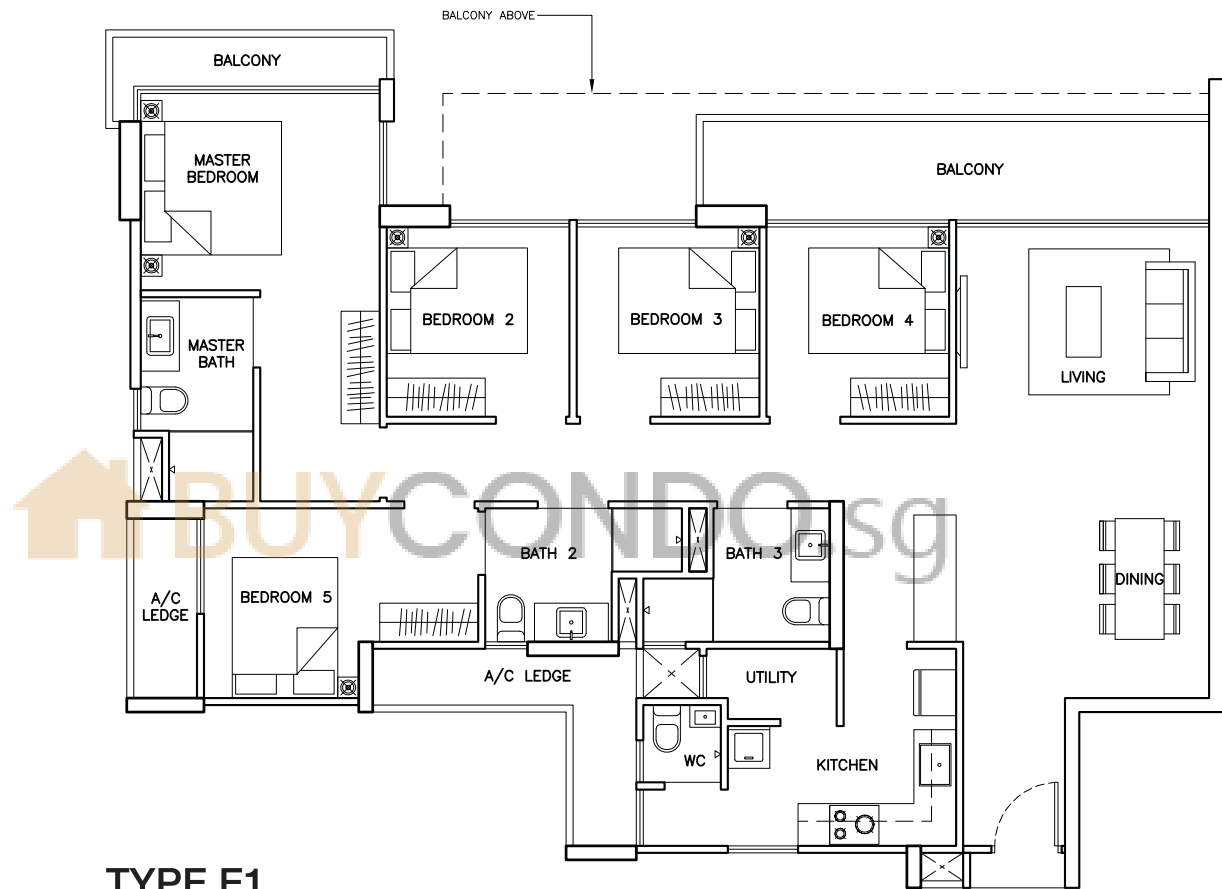 BALCONY ABOVE
BALCONY
MASTER
BEDROOM
BALCONY
BEDROOM 2
BEDROOM 3
BEDROOM 4
MASTER
BATH
LIVING
BUYCONDO.sg
BATH 2
BATH 3
A/C
LEDGE
BEDROOM 5
DINING
A/C LEDGE
UTILITY
WC
KITCHEN
TYPE E1